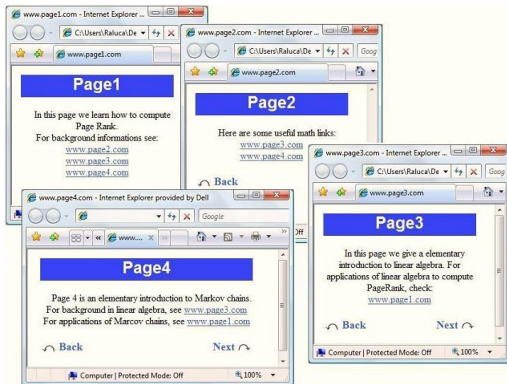 www.page1.com - Internet Explorer ...
C:\Users\Raluca\De
www.page1.com
Page1
In this page we learn how to compute
Page Rank.
For background informations see:
www.page2.com
www.page3.com
www.page4.com
www.page2.com - Internet Explorer ...
C:\Users\Raluca\De
Goog
www.page2.com
Page2
Here are some useful math links:
www.page3.com
www.page4.com
Back
Off
www.page4.com - Internet Explorer provided by Dell
Google
www....
Page4
Page 4 is an elementary introduction to Markov chains.
For background in linear algebra, see www.page3.com
For applications of Marcov chains, see www.page1.com
Back Next
Computer | Protected Mode: Off 100%
www.page3.com - Internet Explorer ...
C:\Users\Raluca\De
Goog
www.page3.com
Page3
In this page we give a elementary
introduction to linear algebra. For
applications of linear algebra to compute
PageRank, check:
www.page1.com
Back Next
Computer | Protected Mode: Off 100%